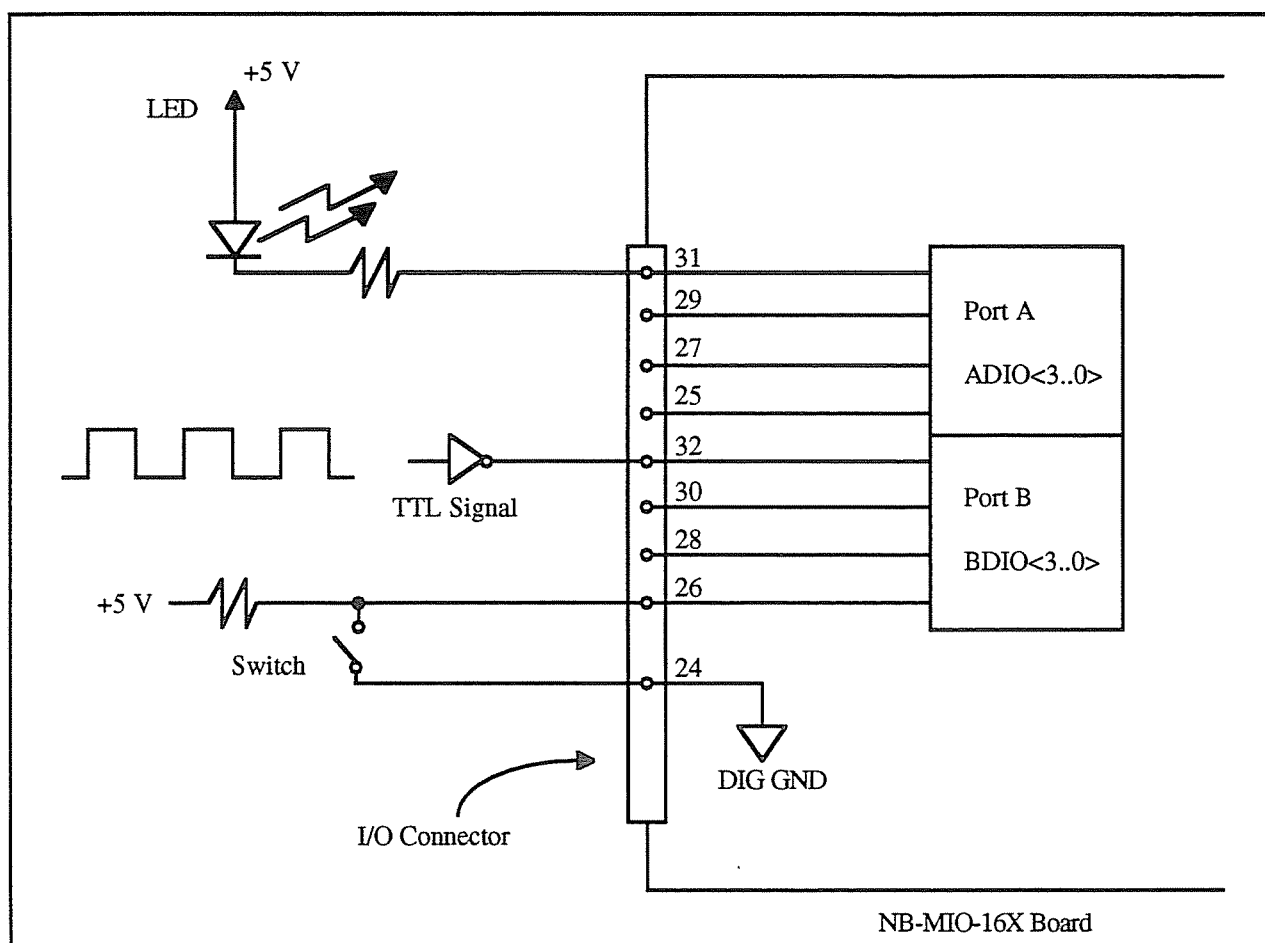 +5 V
LED
31
29
Port A
27
ADIO<3..0>
25
32
TTL Signal
30
Port B
28
BDIO<3..0>
26
+5 V
Switch
24
DIG GND
I/O Connector
NB-MIO-16X Board